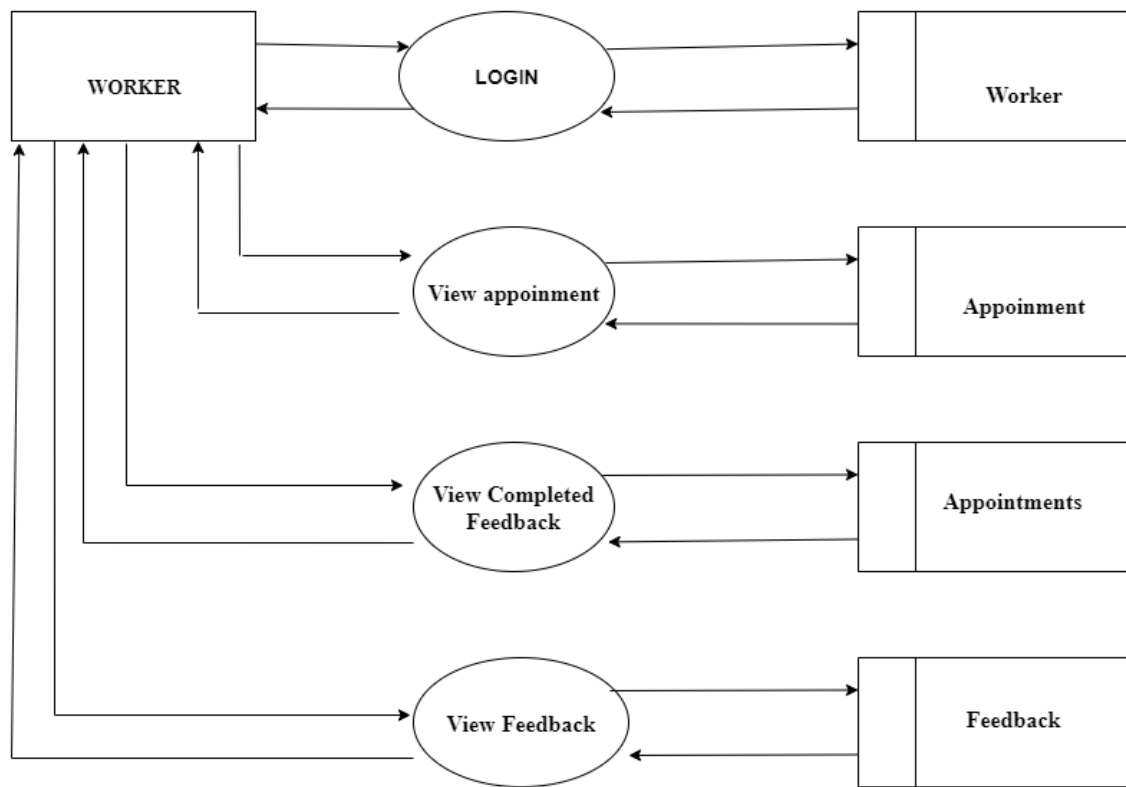 WORKER
LOGIN
Worker
View appoinment
Appoinment
View Completed
Feedback
Appointments
View Feedback
Feedback